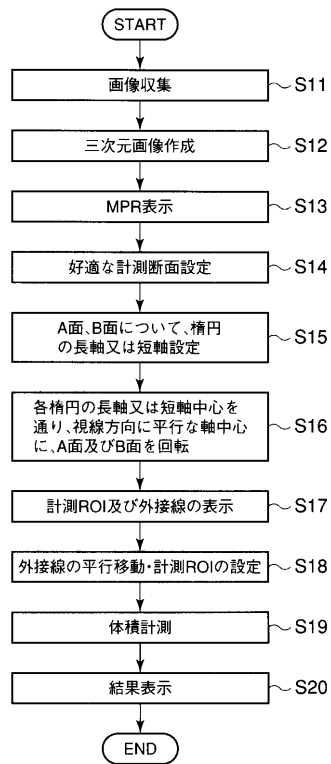 START
画像収集
S11
三次元画像作成
S12
MPR表示
S13
好適な計測断面設定
S14
A面、B面について、楕円
の長軸又は短軸設定
S15
各楕円の長軸又は短軸中心を
通り、視線方向に平行な軸中心
に、A面及びB面を回転
S16
計測ROI及び外接線の表示
S17
外接線の平行移動・計測ROIの設定
S18
体積計測
S19
結果表示
S20
END